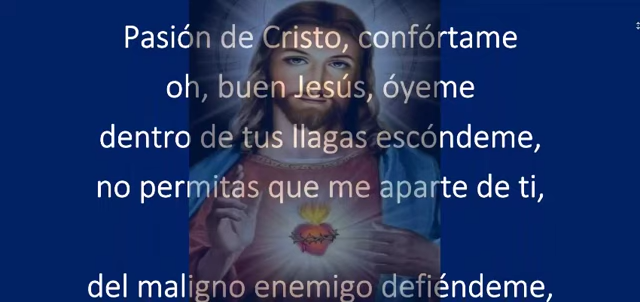 Pasión de Cristo, confórtame
oh, buen Jesús, óyeme
dentro de tus llagas escóndeme,
no permitas que me aparte de ti,
del maligno enemigo defiéndeme,